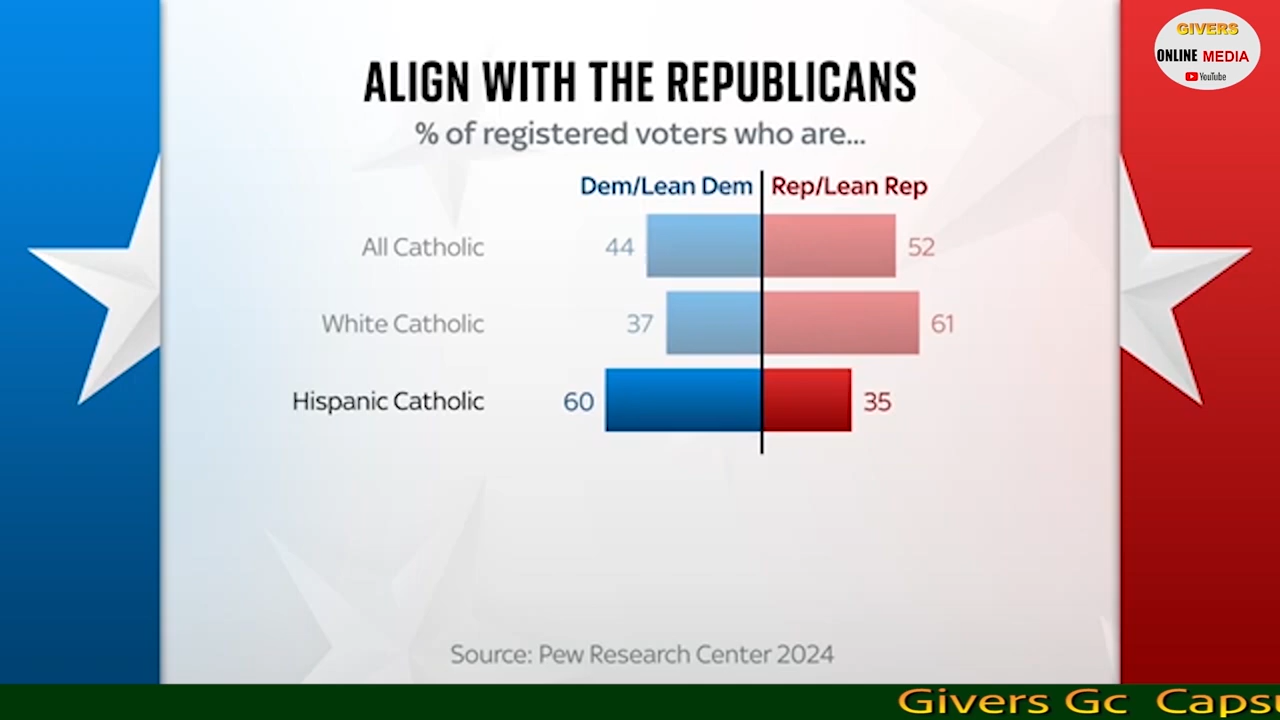 GIVERS
ONLINE MEDIA
YouTube
ALIGN WITH THE REPUBLICANS
% of registered voters who are...
Dem/Lean Dem Rep/Lean Rep
All Catholic 44 52
White Catholic 37 61
Hispanic Catholic 60 35
Source: Pew Research Center 2024
Givers Gc Caps